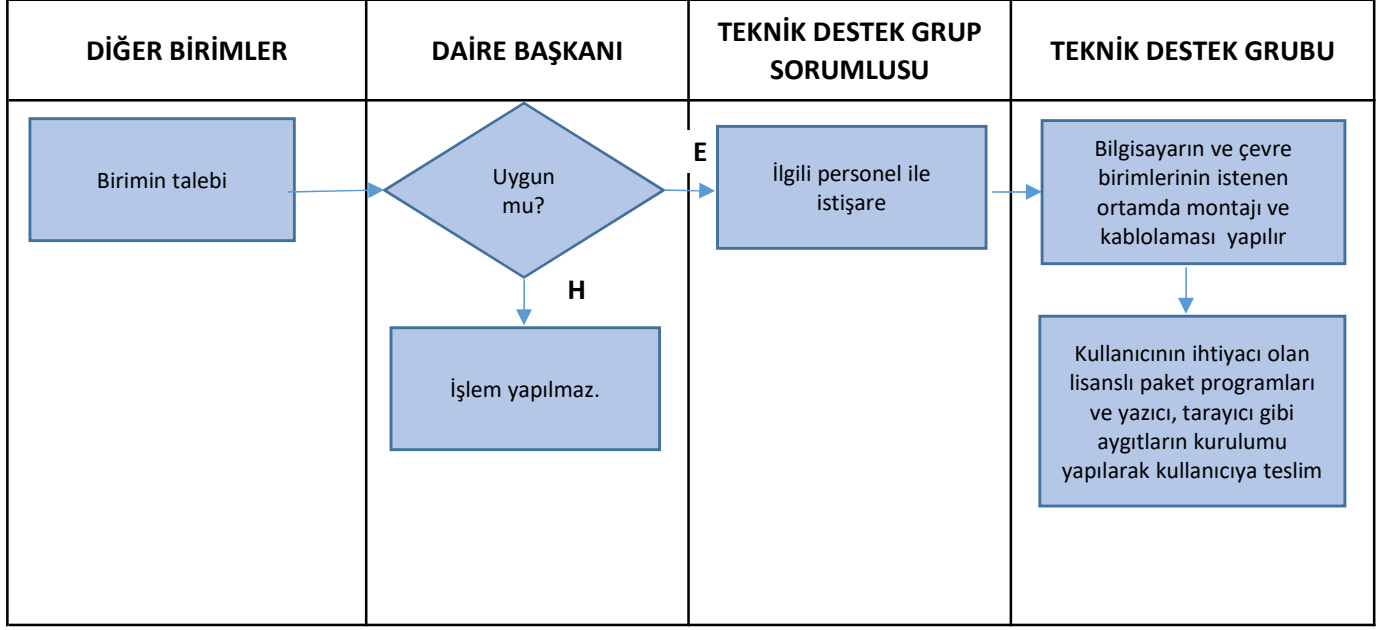 DİĞER BİRİMLER
DAİRE BAŞKANI
TEKNİK DESTEK GRUP
SORUMLUSU
TEKNİK DESTEK GRUBU
Birimin talebi
Uygun
mu?
E
İlgili personel ile
istişare
Bilgisayarın ve çevre
birimlerinin istenen
ortamda montajı ve
kablolaması yapılır
H
İşlem yapılmaz.
Kullanıcının ihtiyacı olan
lisanslı paket programları
ve yazıcı, tarayıcı gibi
aygıtların kurulumu
yapılarak kullanıcıya teslim